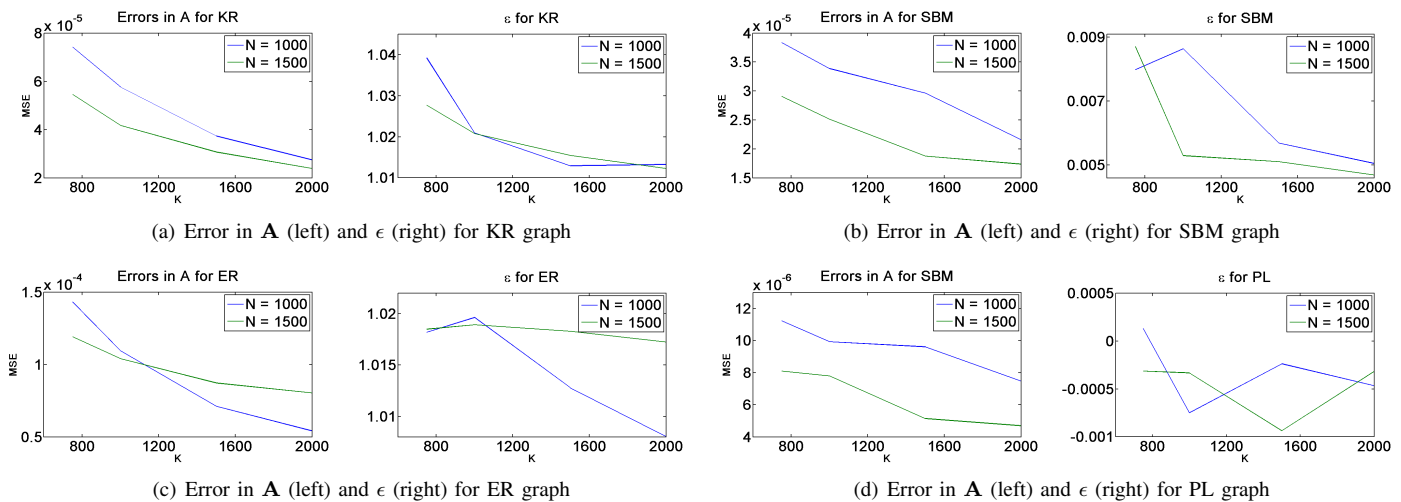 Errors in A for KR
x 10⁻⁵
8
6
4
2
MSE
N = 1000
N = 1500
800 1200 1600 2000
K
ε for KR
1.04
1.03
1.02
1.01
N = 1000
N = 1500
800 1200 1600 2000
(a) Error in A (left) and ϵ (right) for KR graph
Errors in A for SBM
x 10⁻⁵
4
3.5
3
2.5
2
1.5
MSE
N = 1000
N = 1500
800 1200 1600 2000
K
ε for SBM
0.009
0.007
0.005
N = 1000
N = 1500
800 1200 1600 2000
K
(b) Error in A (left) and ϵ (right) for SBM graph
Errors in A for ER
x 10⁻⁴
1.5
1
0.5
MSE
N = 1000
N = 1500
800 1200 1600 2000
K
ε for ER
1.02
1.015
1.01
N = 1000
N = 1500
800 1200 1600 2000
K
(c) Error in A (left) and ϵ (right) for ER graph
Errors in A for SBM
x 10⁻⁶
12
10
8
6
4
MSE
N = 1000
N = 1500
800 1200 1600 2000
K
ε for PL
0.0005
0
-0.0005
-0.001
N = 1000
N = 1500
800 1200 1600 2000
K
(d) Error in A (left) and ϵ (right) for PL graph